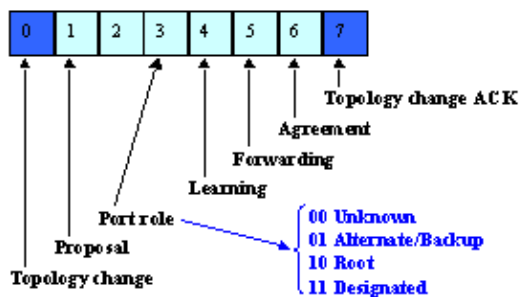 0 1 2 3 4 5 6 7
Topology change ACK
Agreement
Forwarding
Learning
Port role
00 Unknown
01 Alternate/Backup
10 Root
11 Designated
Proposal
Topology change